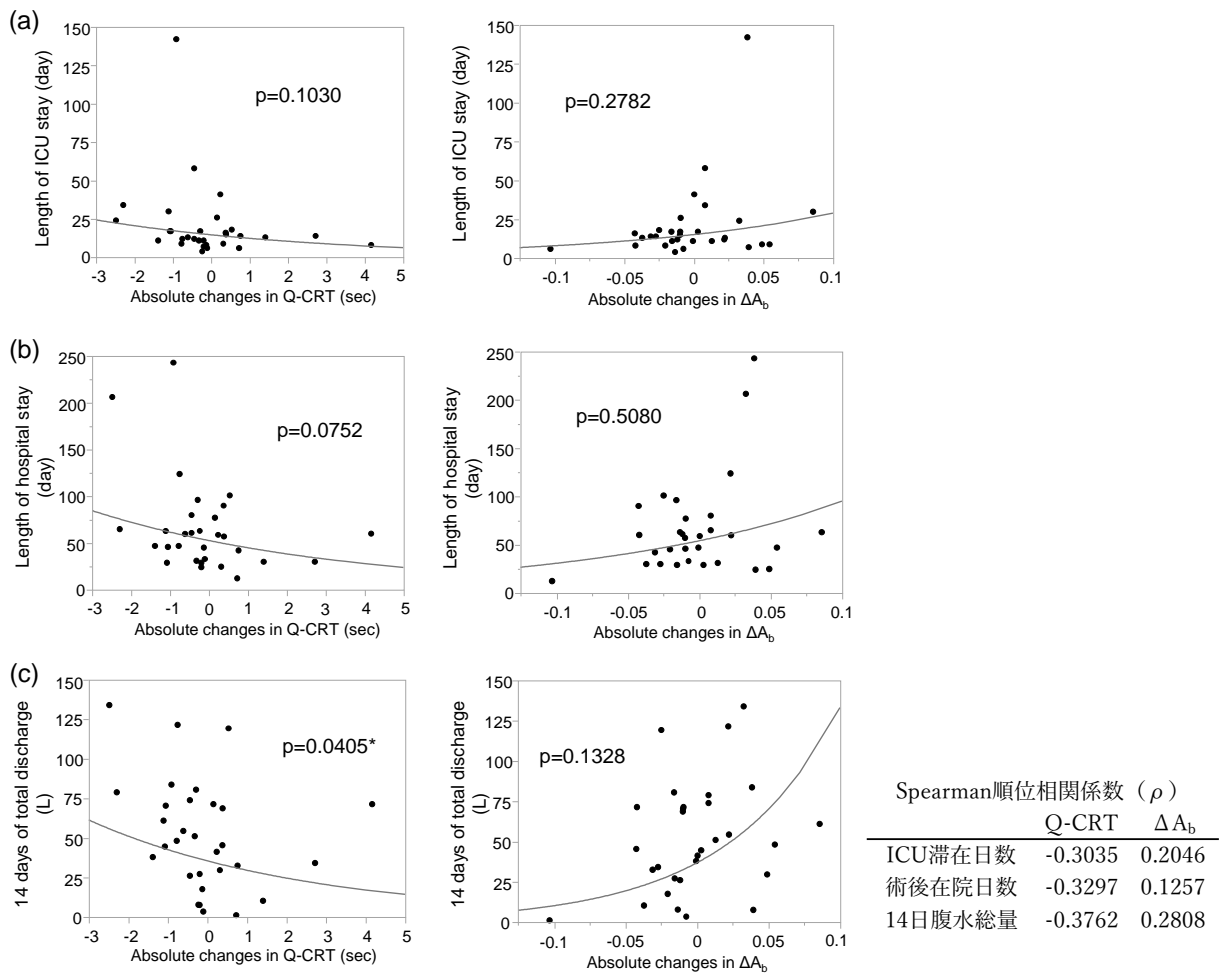 (a)
Length of ICU stay (day)
150
125
100
75
50
25
0
p=0.1030
-3 -2 -1 0 1 2 3 4 5
Absolute changes in Q-CRT (sec)
Length of ICU stay (day)
150
125
100
75
50
25
0
p=0.2782
-0.1 -0.05 0 0.05 0.1
Absolute changes in ΔAb
(b)
Length of hospital stay
(day)
250
200
150
100
50
0
p=0.0752
-3 -2 -1 0 1 2 3 4 5
Absolute changes in Q-CRT (sec)
Length of hospital stay
(day)
250
200
150
100
50
0
p=0.5080
-0.1 -0.05 0 0.05 0.1
Absolute changes in ΔAb
(c)
14 days of total discharge
(L)
150
125
100
75
50
25
0
p=0.0405*
-3 -2 -1 0 1 2 3 4 5
Absolute changes in Q-CRT (sec)
14 days of total discharge
(L)
150
125
100
75
50
25
0
p=0.1328
-0.1 -0.05 0 0.05 0.1
Absolute changes in ΔAb
Spearman順位相関係数（ρ）
Q-CRT ΔAb
ICU滞在日数 -0.3035 0.2046
術後在院日数 -0.3297 0.1257
14日腹水総量 -0.3762 0.2808